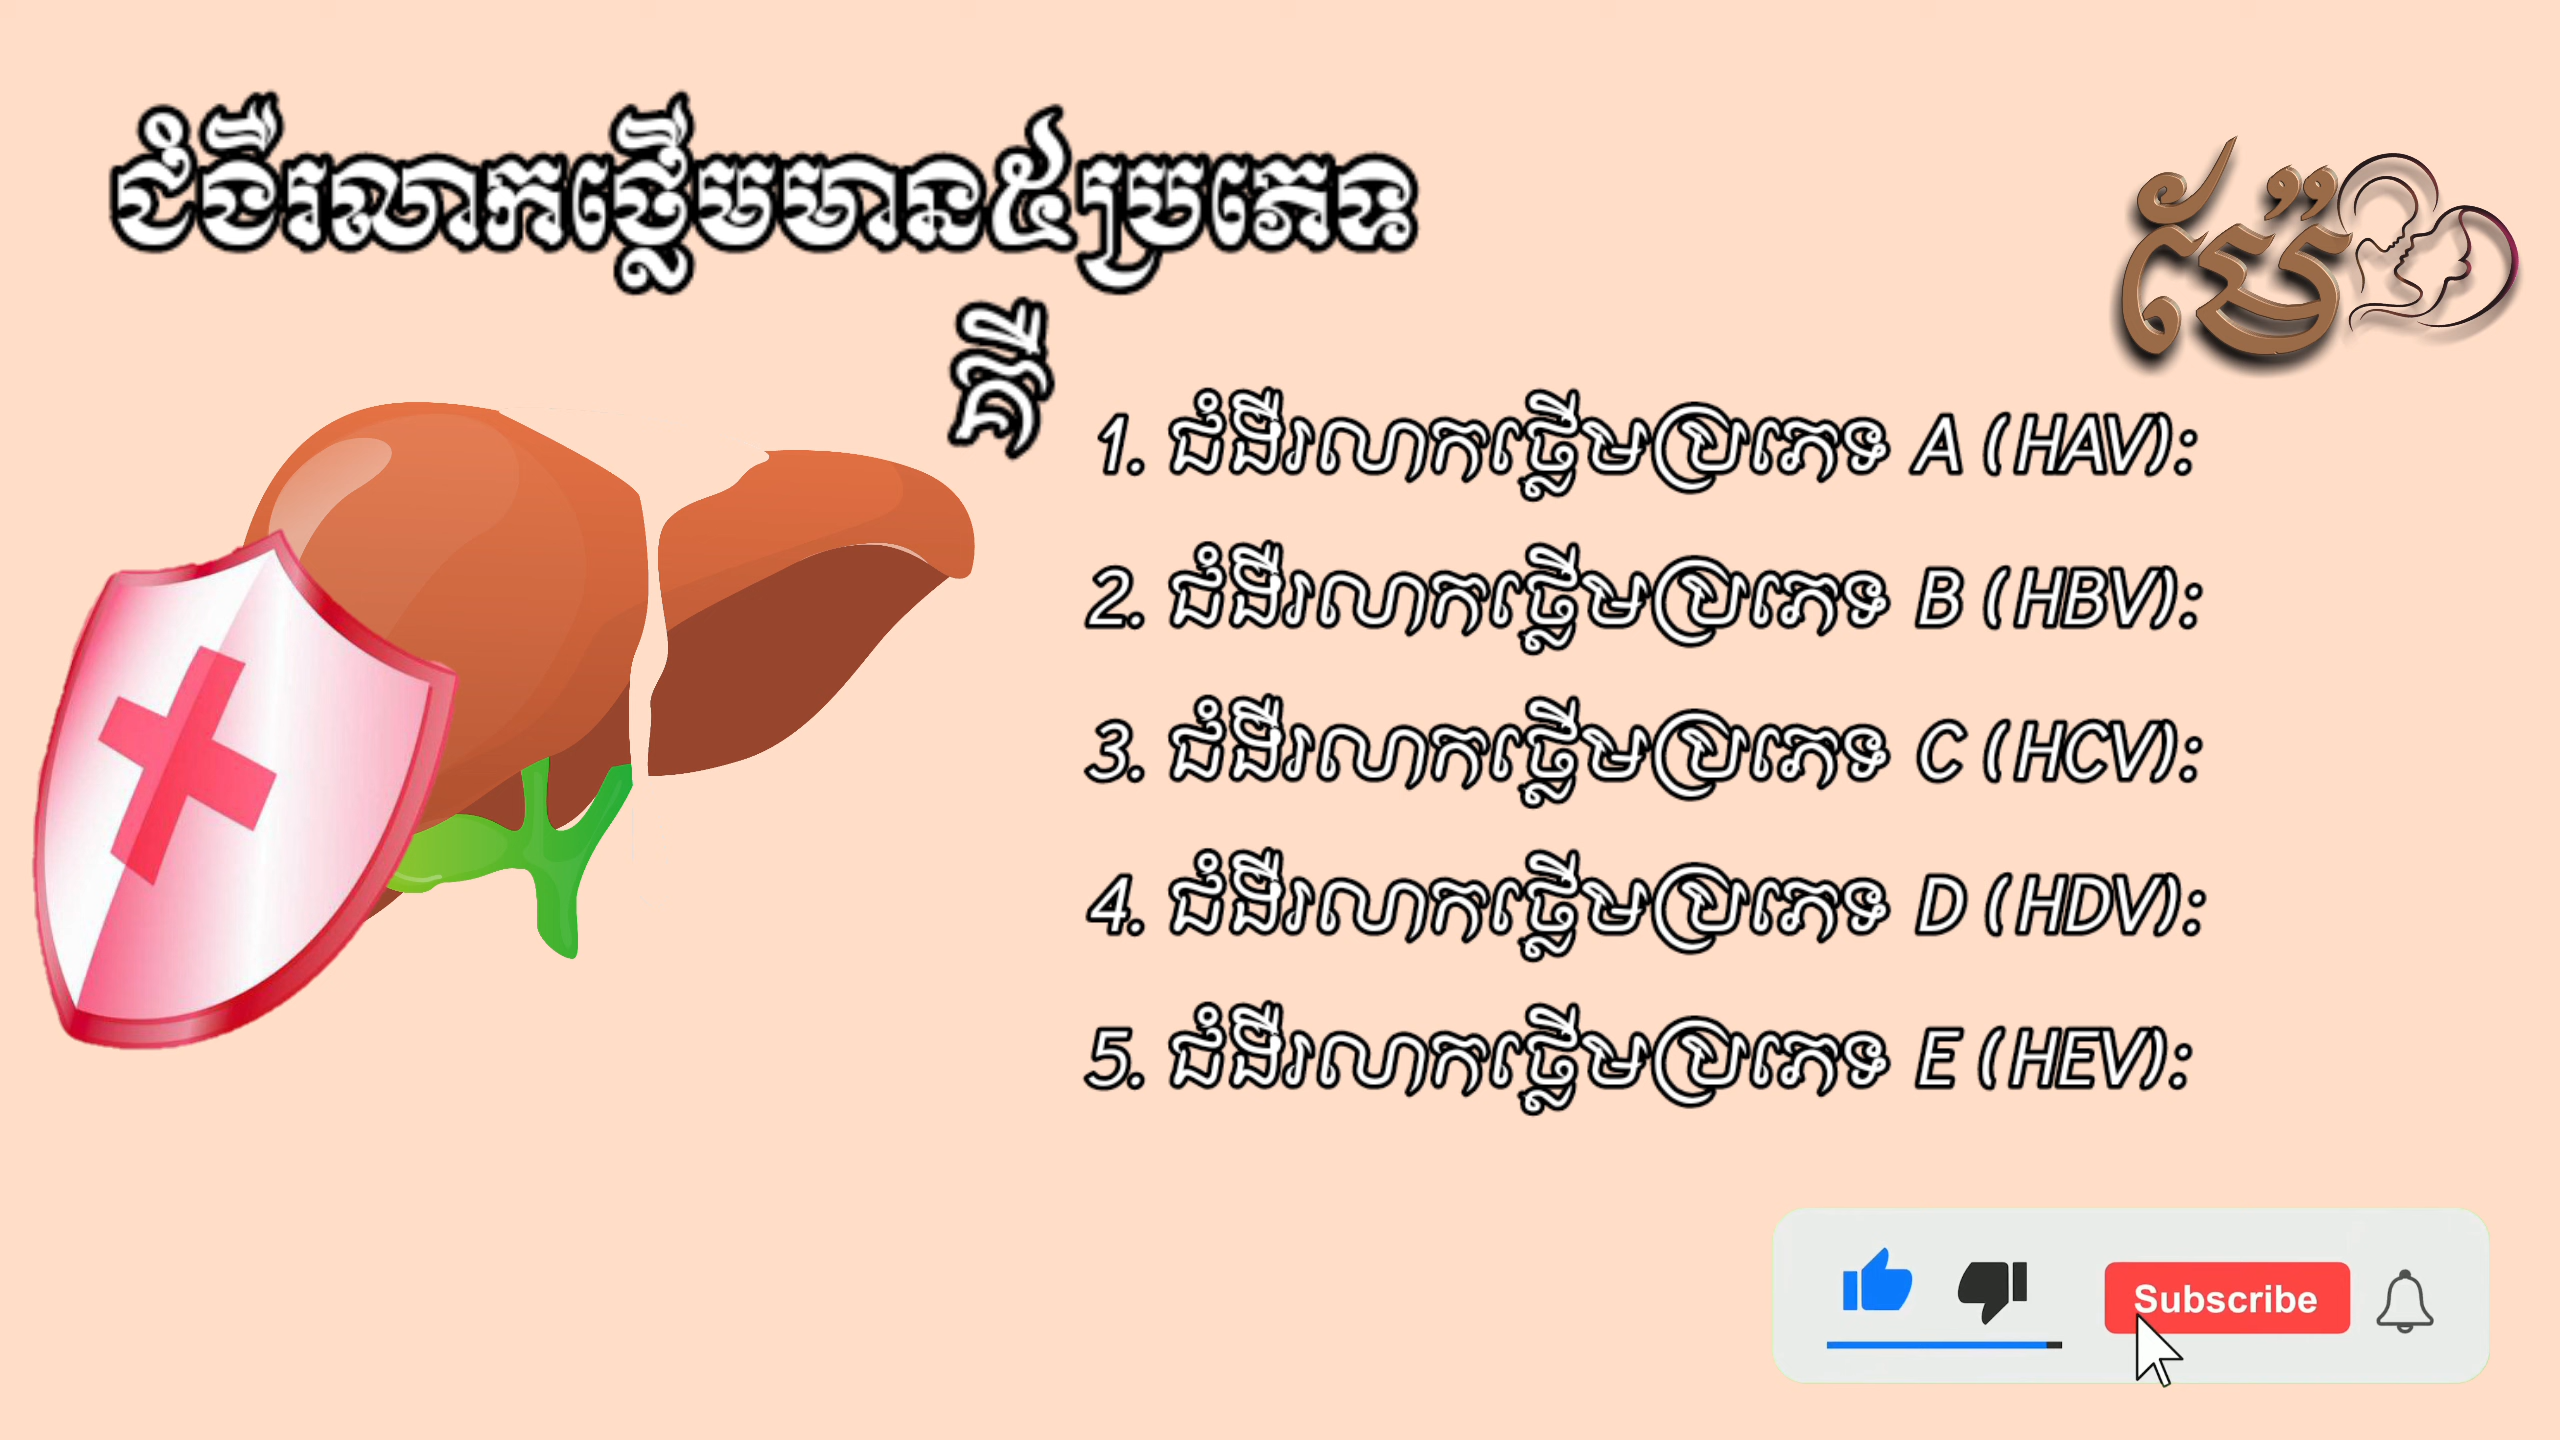 ជំងឺរលាកថ្លើមមាន៥ប្រភេទ
គឺ
1. ជំងឺរលាកថ្លើមប្រភេទ A (HAV):
2. ជំងឺរលាកថ្លើមប្រភេទ B (HBV):
3. ជំងឺរលាកថ្លើមប្រភេទ C (HCV):
4. ជំងឺរលាកថ្លើមប្រភេទ D (HDV):
5. ជំងឺរលាកថ្លើមប្រភេទ E (HEV):
Subscribe